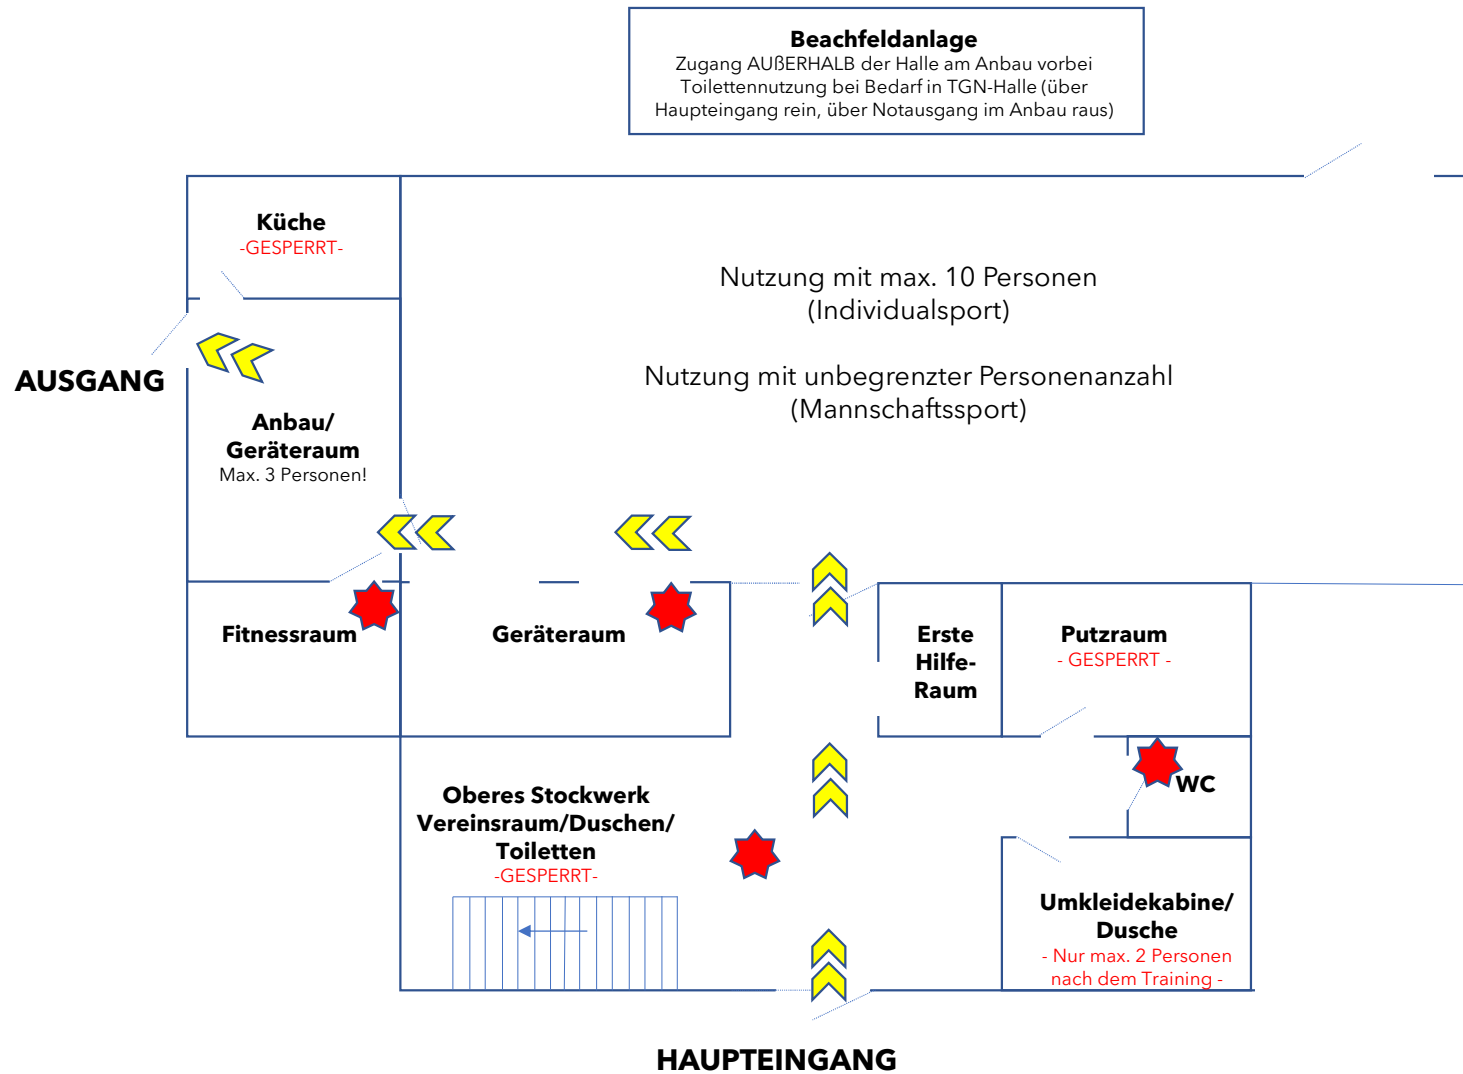 Beachfeldanlage
Zugang AUßERHALB der Halle am Anbau vorbei
Toilettennutzung bei Bedarf in TGN-Halle (über
Haupteingang rein, über Notausgang im Anbau raus)
Küche
-GESPERRT-
Nutzung mit max. 10 Personen
(Individualsport)
Nutzung mit unbegrenzter Personenanzahl
(Mannschaftssport)
AUSGANG
Anbau/
Geräteraum
Max. 3 Personen!
Fitnessraum
Geräteraum
Erste
Hilfe-
Raum
Putzraum
- GESPERRT -
WC
Oberes Stockwerk
Vereinsraum/Duschen/
Toiletten
-GESPERRT-
Umkleidekabine/
Dusche
- Nur max. 2 Personen
nach dem Training -
HAUPTEINGANG